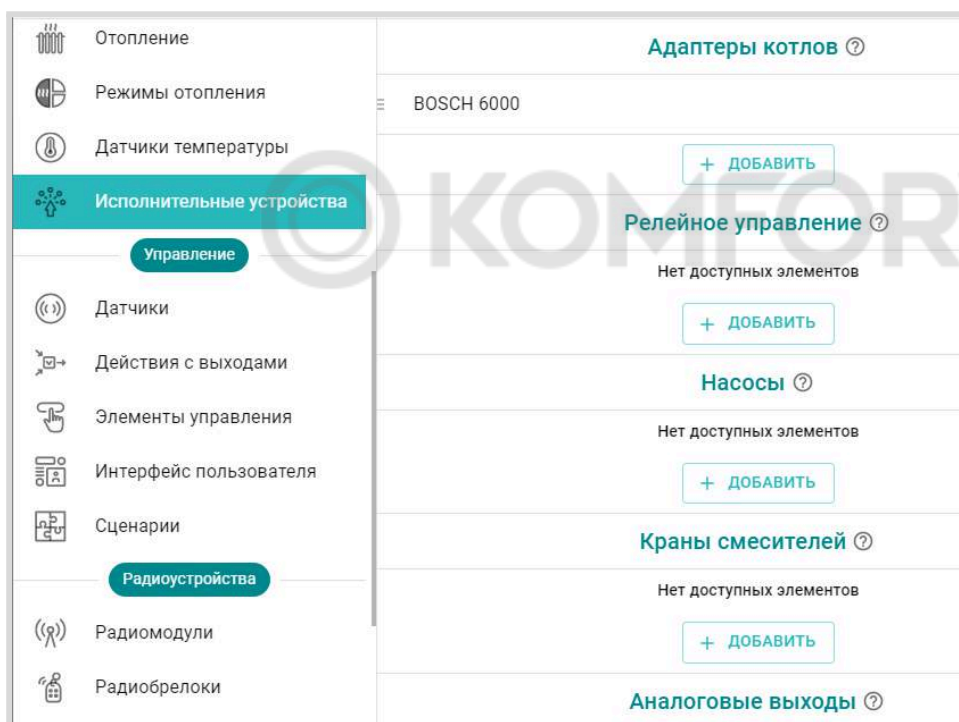 Отопление
Режимы отопления
Датчики температуры
Исполнительные устройства
Управление
Датчики
Действия с выходами
Элементы управления
Интерфейс пользователя
Сценарии
Радиоустройства
Радиомодули
Радиобрелоки
Адаптеры котлов
BOSCH 6000
+ ДОБАВИТЬ
Релейное управление
Нет доступных элементов
+ ДОБАВИТЬ
Насосы
Нет доступных элементов
+ ДОБАВИТЬ
Краны смесителей
Нет доступных элементов
+ ДОБАВИТЬ
Аналоговые выходы
KOMFORT